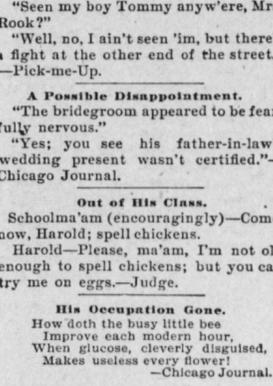 "Seen my boy Tommy anyw'ere, Mr
Rook?"
"Well, no, I ain't seen 'im, but there
a fight at the other end of the street.
—Pick-me-Up.
A Possible Disappointment.
"The bridegroom appeared to be fear
fully nervous."
"Yes; you see his father-in-law
wedding present wasn't certified."—
Chicago Journal.
Out of His Class.
Schoolma'am (encouragingly)—Com
now, Harold; spell chickens.
Harold—Please, ma'am, I'm not ol
enough to spell chickens; but you ca
try me on eggs.—Judge.
His Occupation Gone.
How doth the busy little bee
Improve each modern hour,
When glucose, cleverly disguised,
Makes useless every flower!
—Chicago Journal.